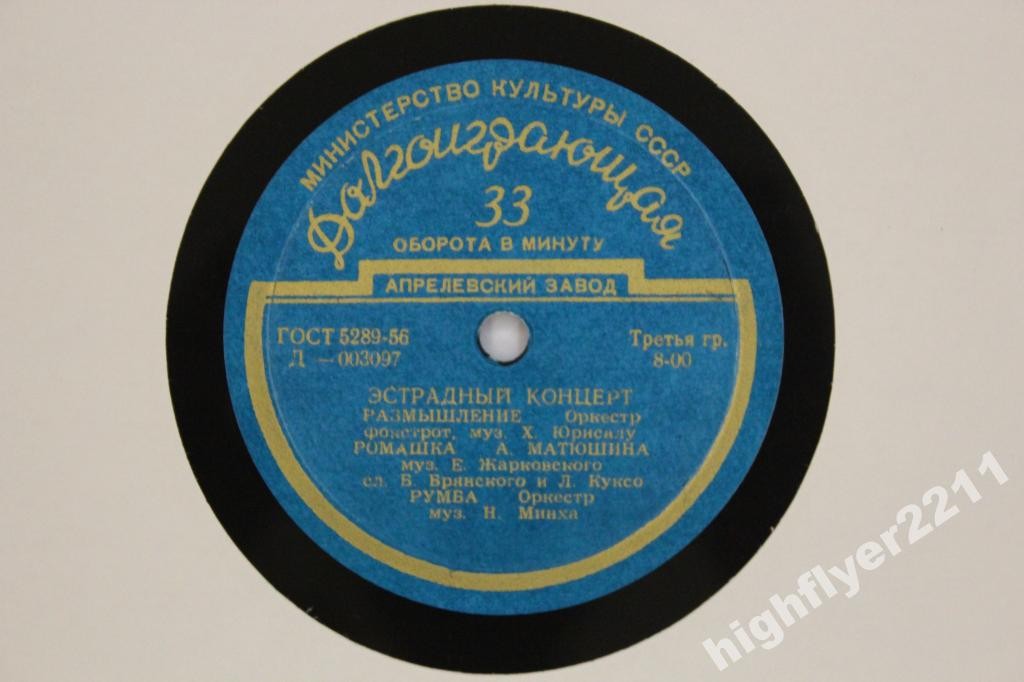 МИНИСТЕРСТВО КУЛЬТУРЫ СССР
Долгоиграющая
33
ОБОРОТА В МИНУТУ
АПРЕЛЕВСКИЙ ЗАВОД
ГОСТ 5289-56 Третья гр.
Д — 003097 8-00
ЭСТРАДНЫЙ КОНЦЕРТ
РАЗМЫШЛЕНИЕ Оркестр
фокстрот, муз. Х. Юрисалу
РОМАШКА А. МАТЮШИНА
муз. Е. Жарковского
сл. Б. Брянского и Л. Куксо
РУМБА Оркестр
муз. Н. Минха
highflyer2211